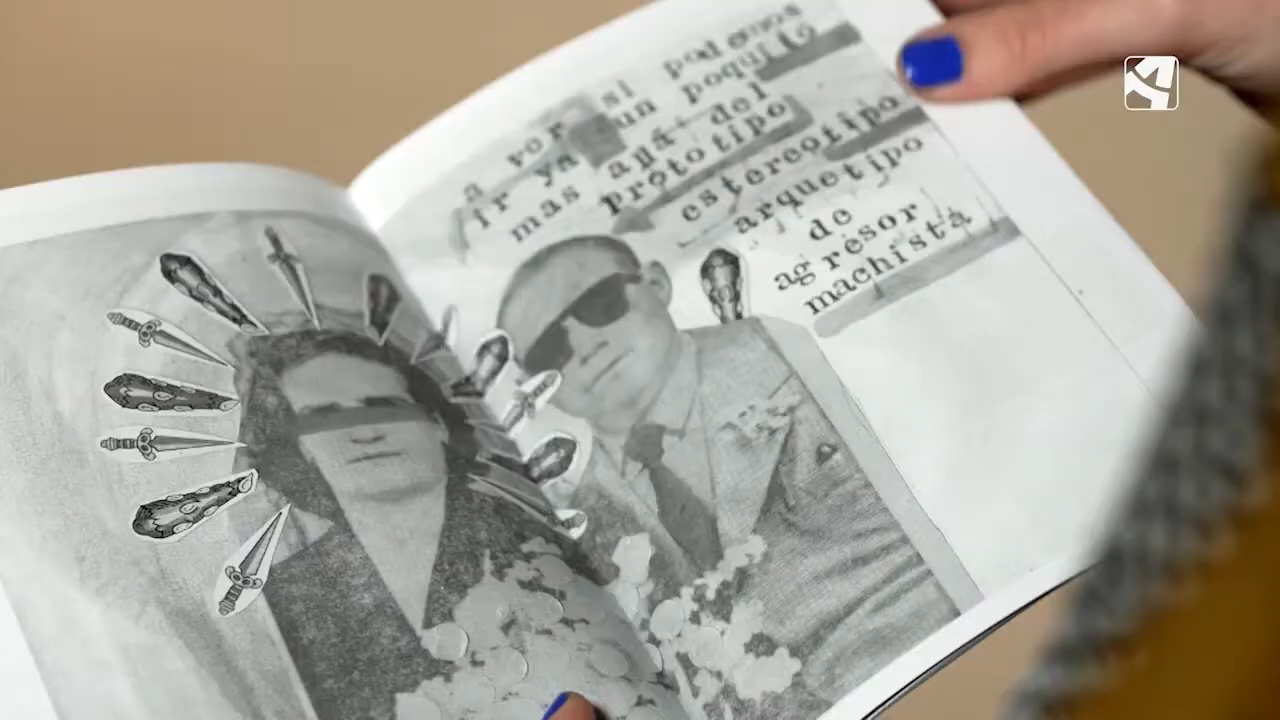 a ver si podemos
ir ya un poquito
mas allá del
prototipo
estereotipo
arquetipo
de
agresor
machista